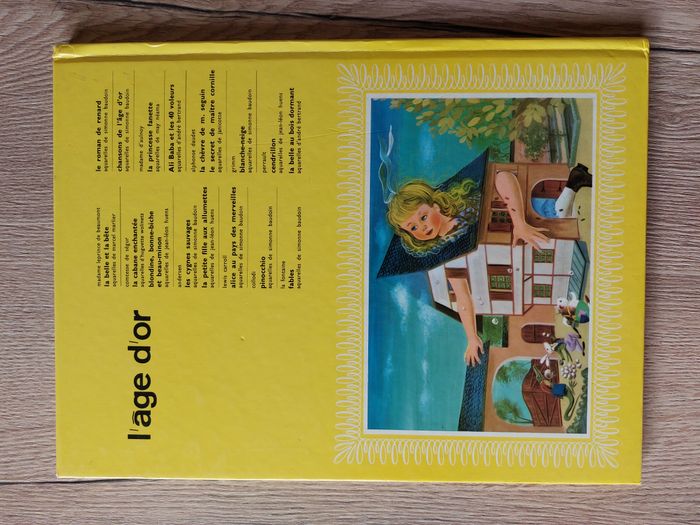 l'âge d'or
madame leprince de beaumont
la belle et la bête
aquarelles de marcel marlier
comtesse de ségur
la cabane enchantée
aquarelles d'huguette
blondine, bonne-biche
et beau-minon
aquarelles de jean-léon huens
andersen
les cygnes sauvages
aquarelles de simonne baudoin
la petite fille aux allumettes
aquarelles de jean-léon huens
lewis carroll
alice au pays des merveilles
aquarelles de simonne baudoin
collodi
pinocchio
aquarelles de simonne baudoin
la fontaine
fables
aquarelles de simonne baudoin
le roman de renard
aquarelles de simonne baudoin
chansons de l'âge d'or
aquarelles de simonne baudoin
madame d'aulnoy
la princesse fanette
aquarelles de may néama
Ali Baba et les 40 voleurs
aquarelles d'andré bertrand
alphonse daudet
la chèvre de m. seguin
le secret de maître cornille
aquarelles de
grimm
blanche-neige
aquarelles de simonne baudoin
perrault
cendrillon
aquarelles de jean-léon huens
la belle au bois dormant
aquarelles d'andré bertrand